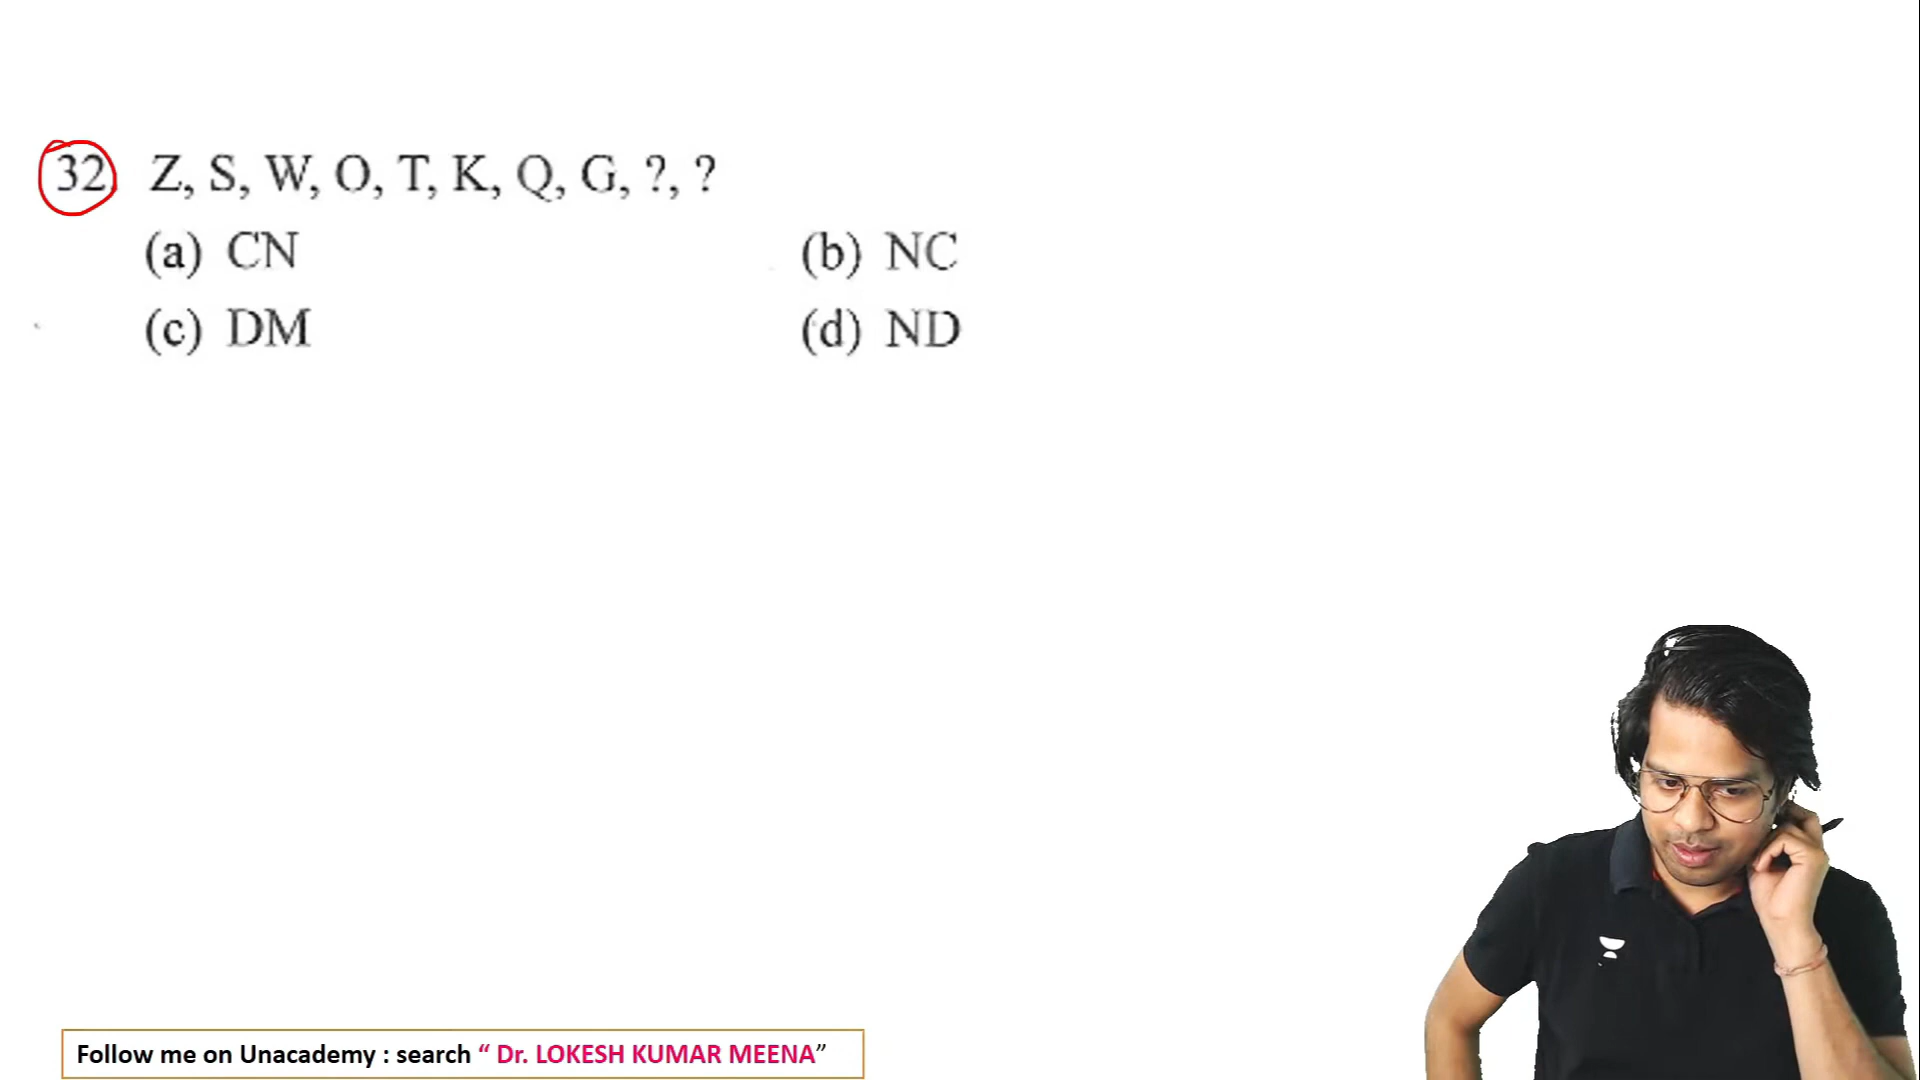 32. Z, S, W, O, T, K, Q, G, ?, ?
(a) CN (b) NC
(c) DM (d) ND
Follow me on Unacademy : search “ Dr. LOKESH KUMAR MEENA”